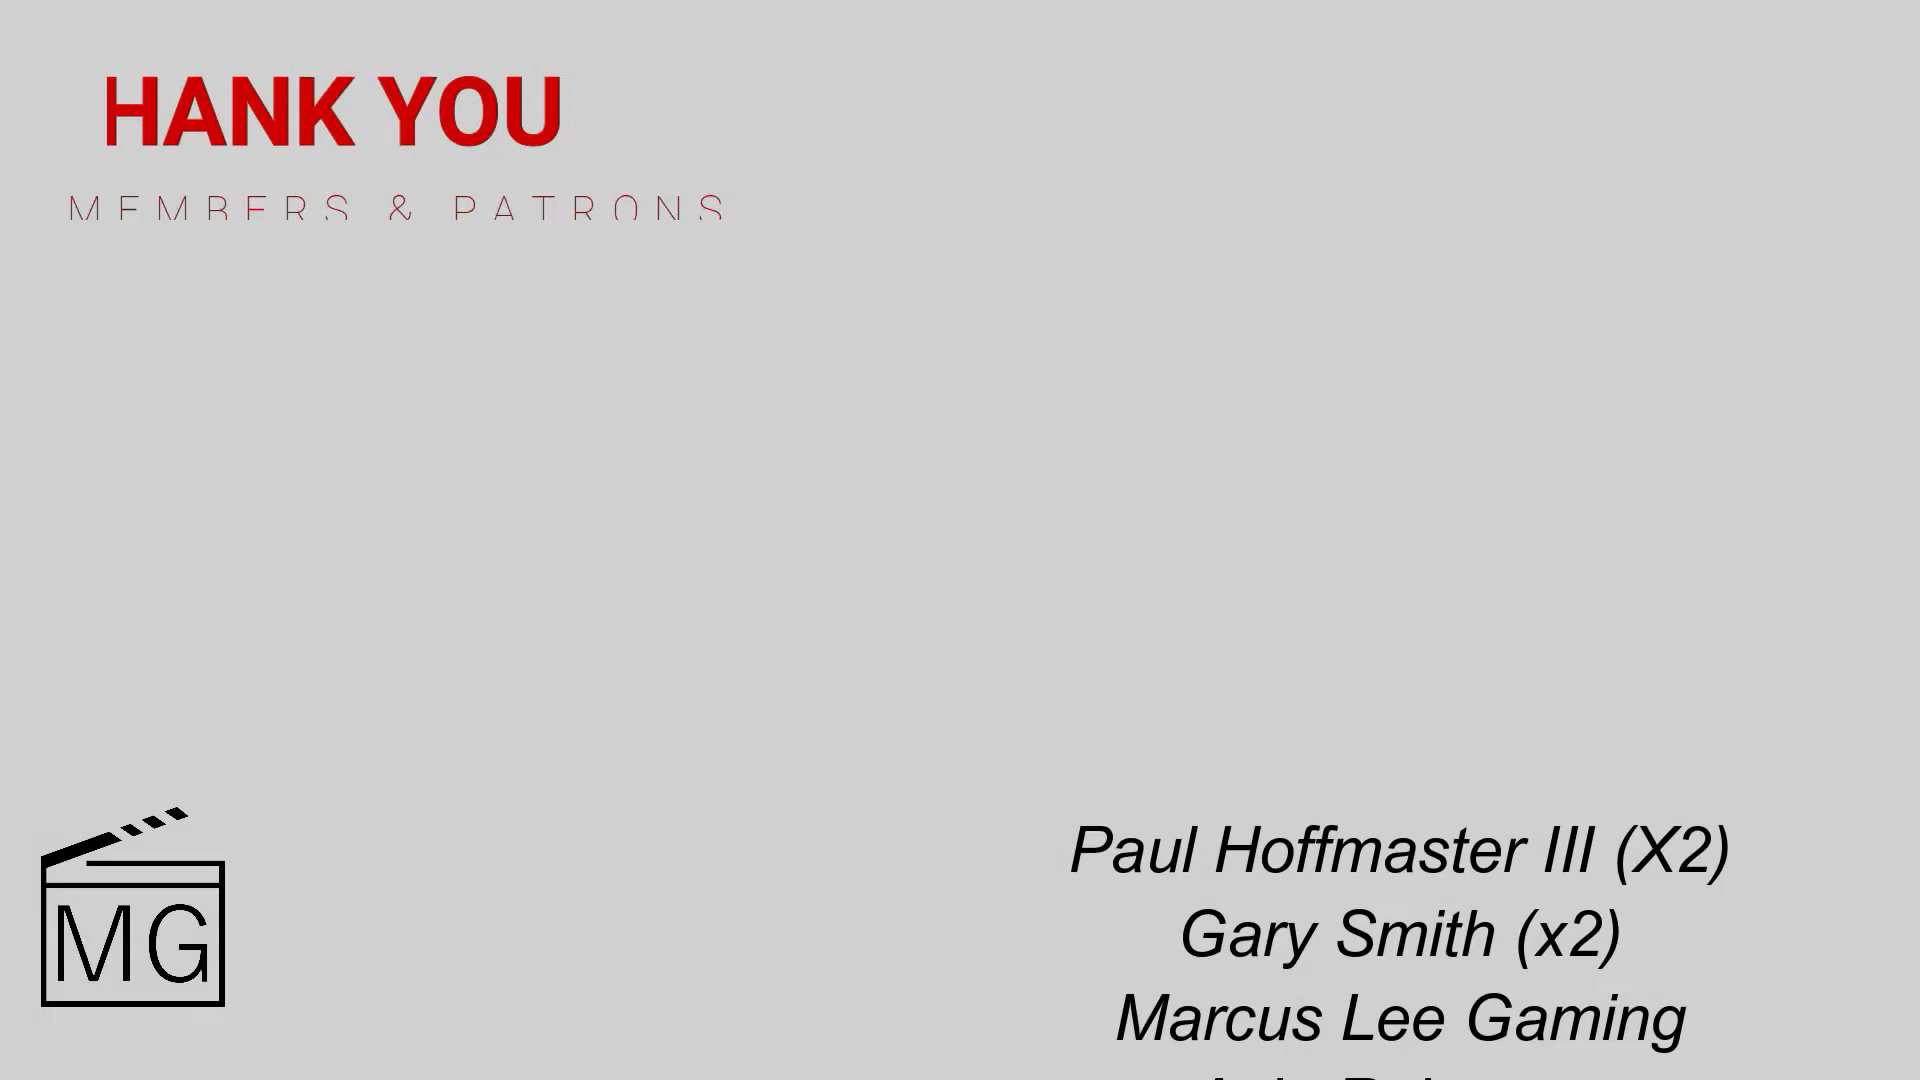 HANK YOU
MEMBERS & PATRONS
MG
Paul Hoffmaster III (X2)
Gary Smith (x2)
Marcus Lee Gaming